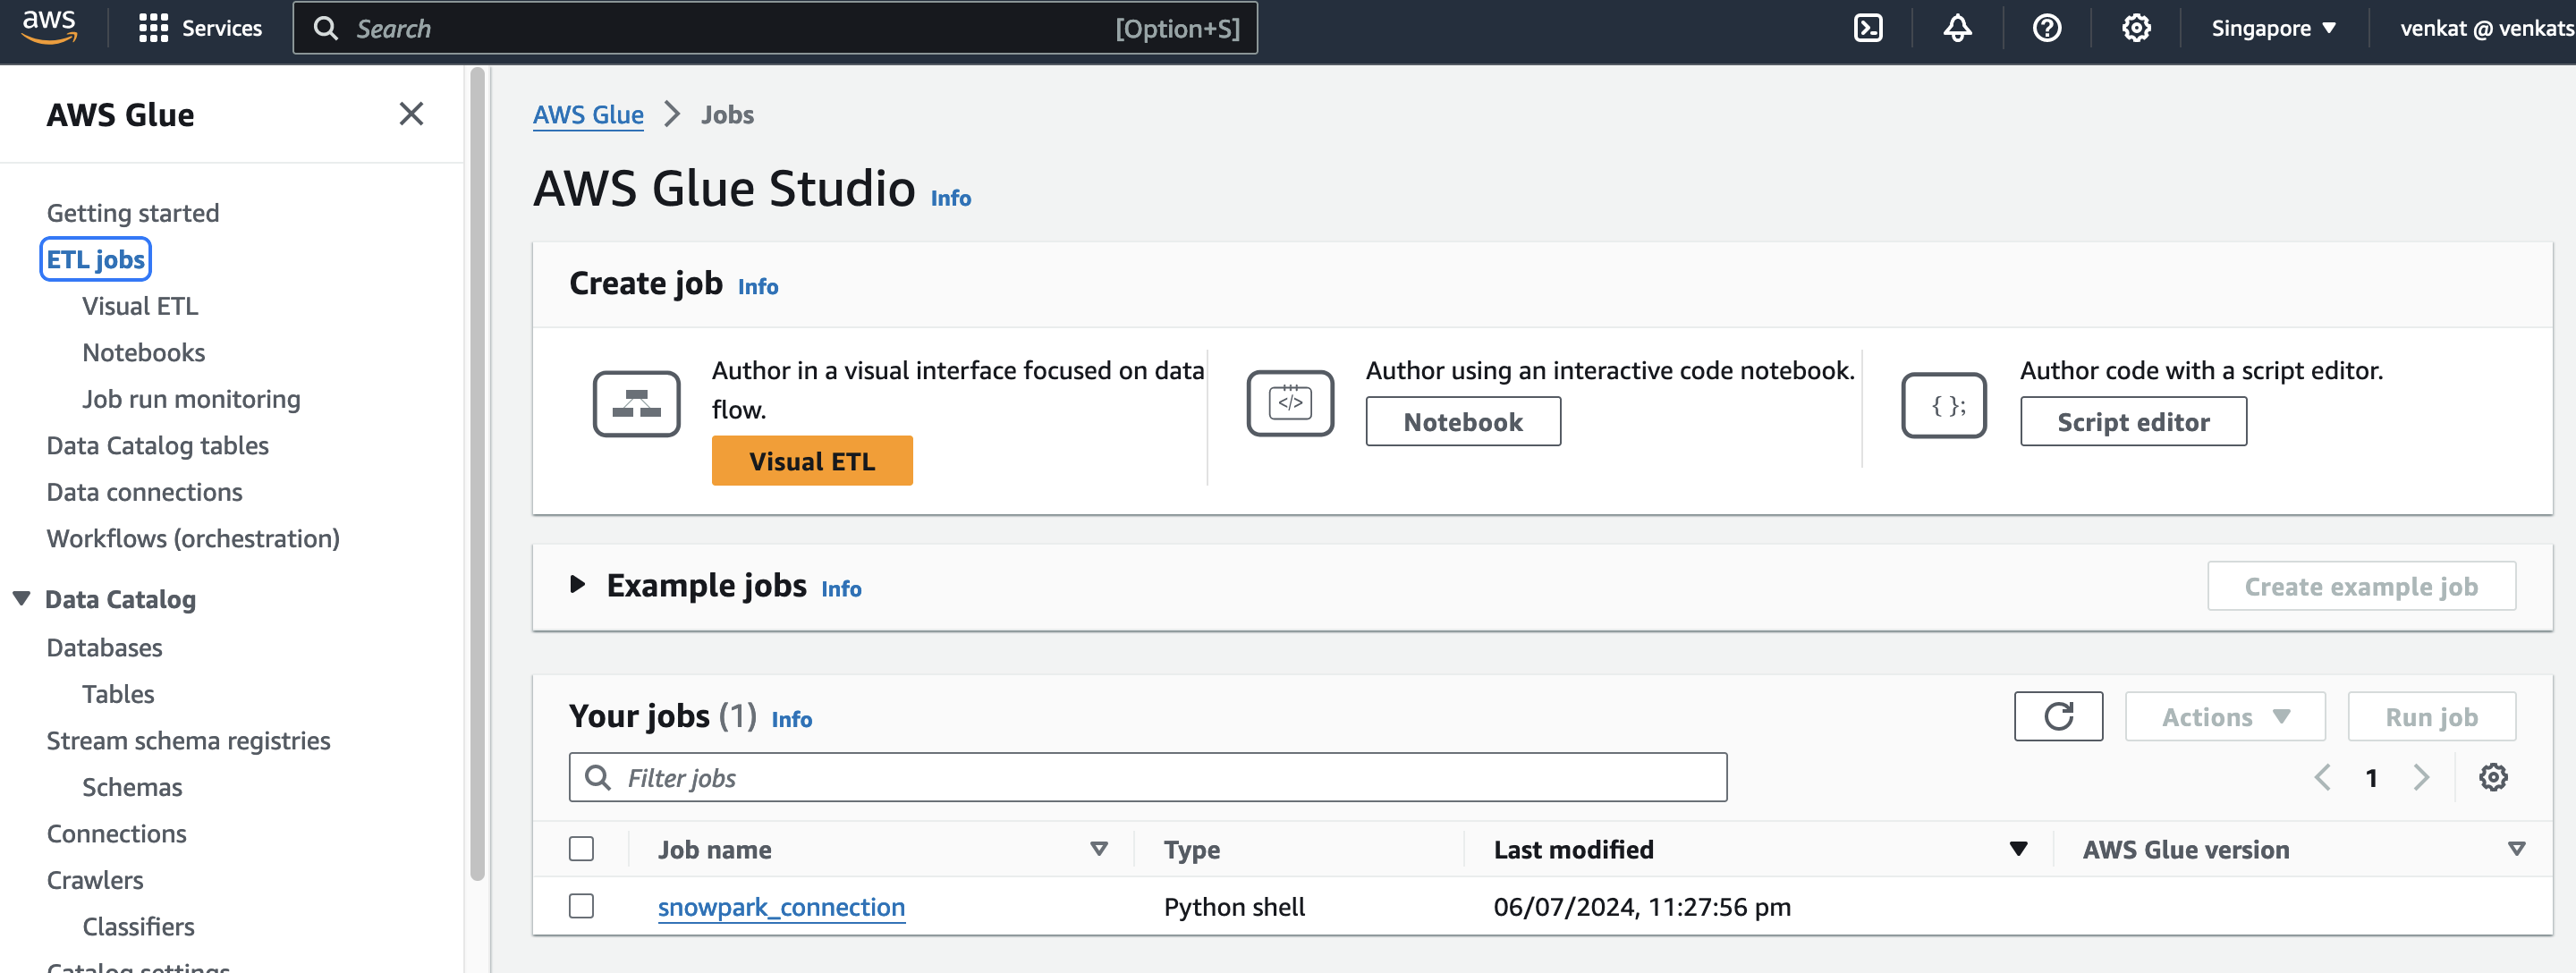 aws
Services
Search [Option+S]
Singapore
venkat @ venkats
AWS Glue
Getting started
ETL jobs
Visual ETL
Notebooks
Job run monitoring
Data Catalog tables
Data connections
Workflows (orchestration)
Data Catalog
Databases
Tables
Stream schema registries
Schemas
Connections
Crawlers
Classifiers
Catalog settings
AWS Glue > Jobs
AWS Glue Studio Info
Create job Info
Author in a visual interface focused on data
flow.
Visual ETL
</>
Author using an interactive code notebook.
Notebook
{ };
Author code with a script editor.
Script editor
Example jobs Info
Create example job
Your jobs (1) Info
Actions
Run job
Filter jobs
1
Job name Type Last modified AWS Glue version
snowpark_connection Python shell 06/07/2024, 11:27:56 pm